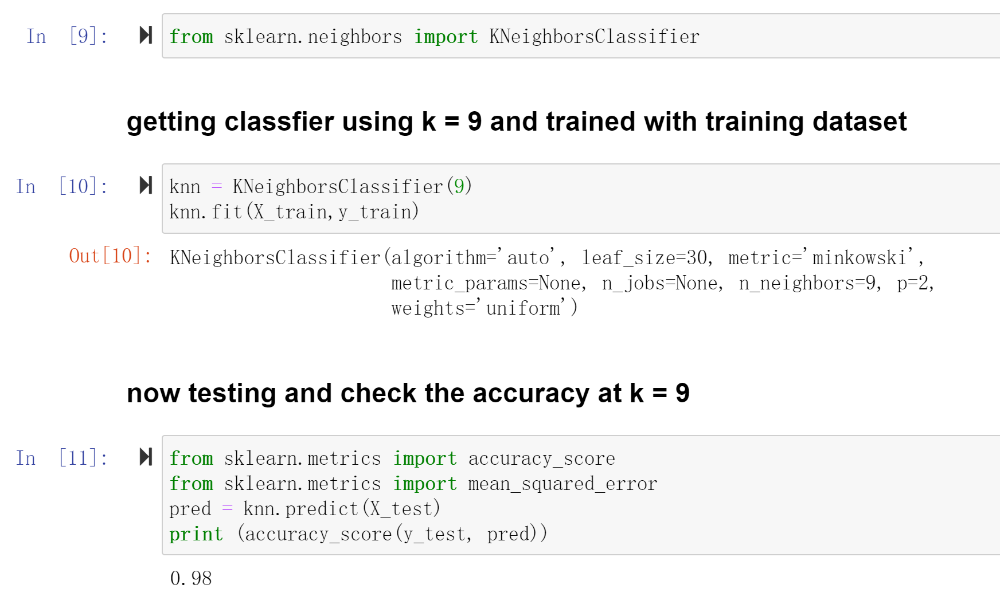 In [9]: from sklearn.neighbors import KNeighborsClassifier
getting classfier using k = 9 and trained with training dataset
In [10]: knn = KNeighborsClassifier(9)
knn.fit(X_train,y_train)
Out[10]: KNeighborsClassifier(algorithm='auto', leaf_size=30, metric='minkowski',
metric_params=None, n_jobs=None, n_neighbors=9, p=2,
weights='uniform')
now testing and check the accuracy at k = 9
In [11]: from sklearn.metrics import accuracy_score
from sklearn.metrics import mean_squared_error
pred = knn.predict(X_test)
print (accuracy_score(y_test, pred))
0.98